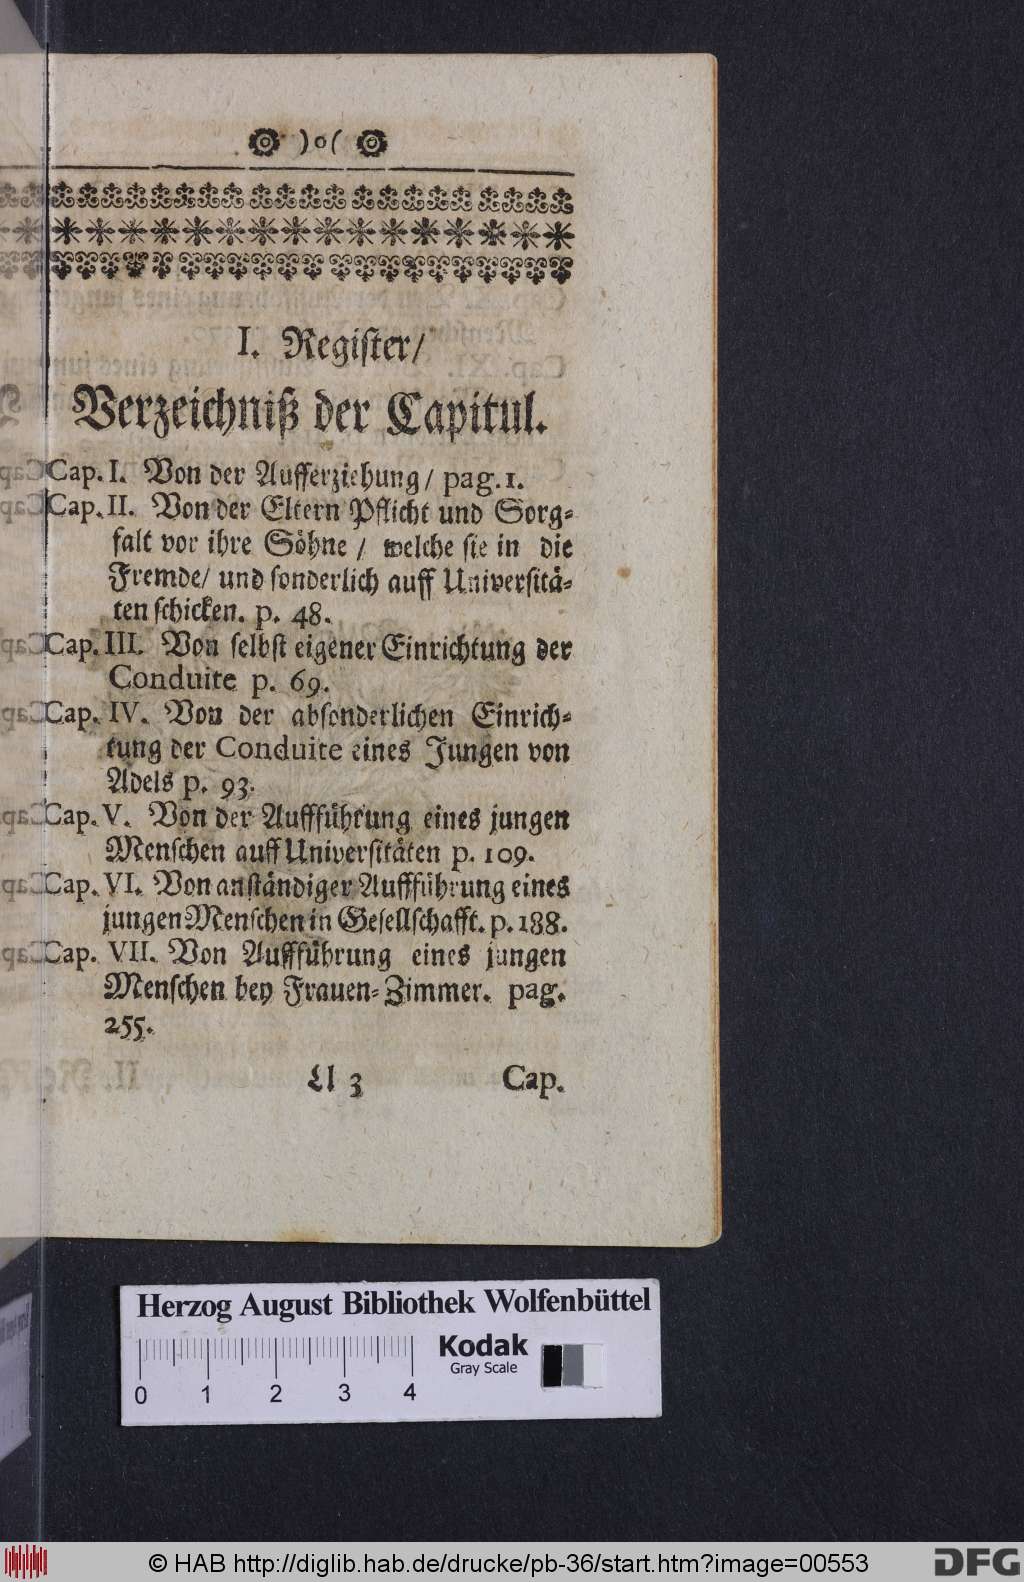 )o(
I. Register/
Verzeichniß der Capitul.
Cap. I. Von der Aufferziehung/ pag. 1.
Cap. II. Von der Eltern Pflicht und Sorg-
falt vor ihre Söhne / welche sie in die
Fremde/ und sonderlich auff Universitä-
ten schicken. p. 48.
Cap. III. Von selbst eigener Einrichtung der
Conduite p. 69.
Cap. IV. Von der absonderlichen Einrich-
tung der Conduite eines Jungen von
Adels p. 93.
Cap. V. Von der Auffführung eines jungen
Menschen auff Universitäten p. 109.
Cap. VI. Von anständiger Auffführung eines
jungen Menschen in Gesellschafft. p. 188.
Cap. VII. Von Auffführung eines jungen
Menschen bey Frauen-Zimmer. pag.
255.
Ll 3 Cap.
Herzog August Bibliothek Wolfenbüttel
Kodak
Gray Scale
0 1 2 3 4
© HAB http://diglib.hab.de/drucke/pb-36/start.htm?image=00553
DFG